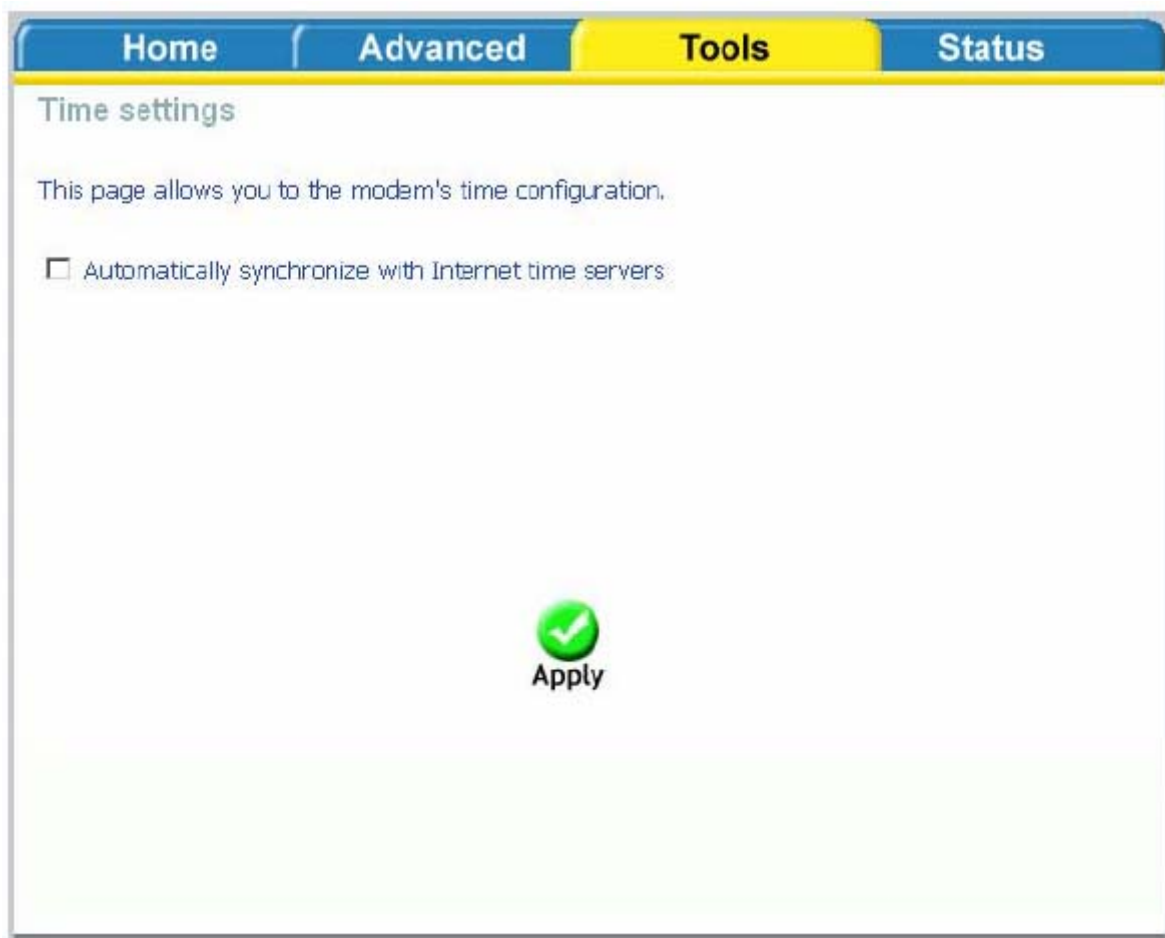 Home Advanced Tools Status
Time settings
This page allows you to the modem's time configuration.
Automatically synchronize with Internet time servers
Apply